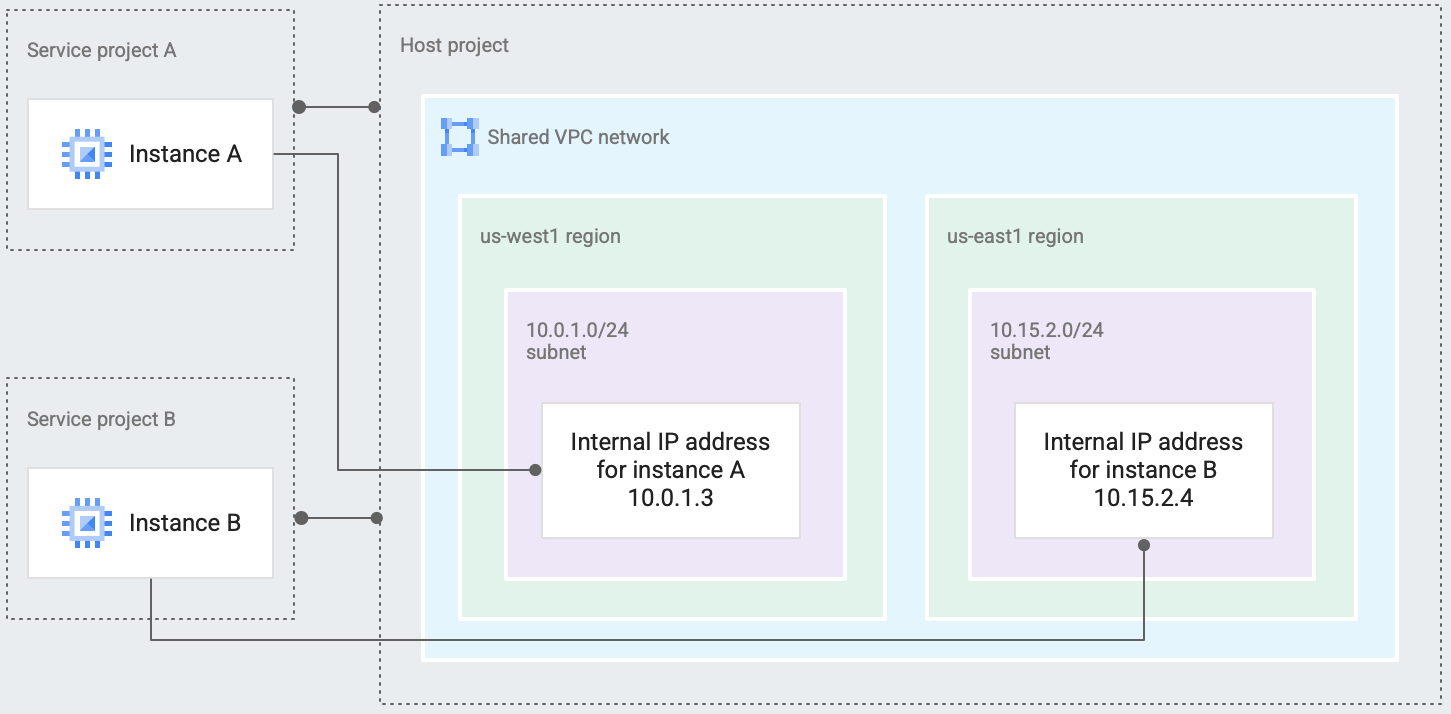 Service project A
Instance A
Service project B
Instance B
Host project
Shared VPC network
us-west1 region
10.0.1.0/24
subnet
Internal IP address
for instance A
10.0.1.3
us-east1 region
10.15.2.0/24
subnet
Internal IP address
for instance B
10.15.2.4